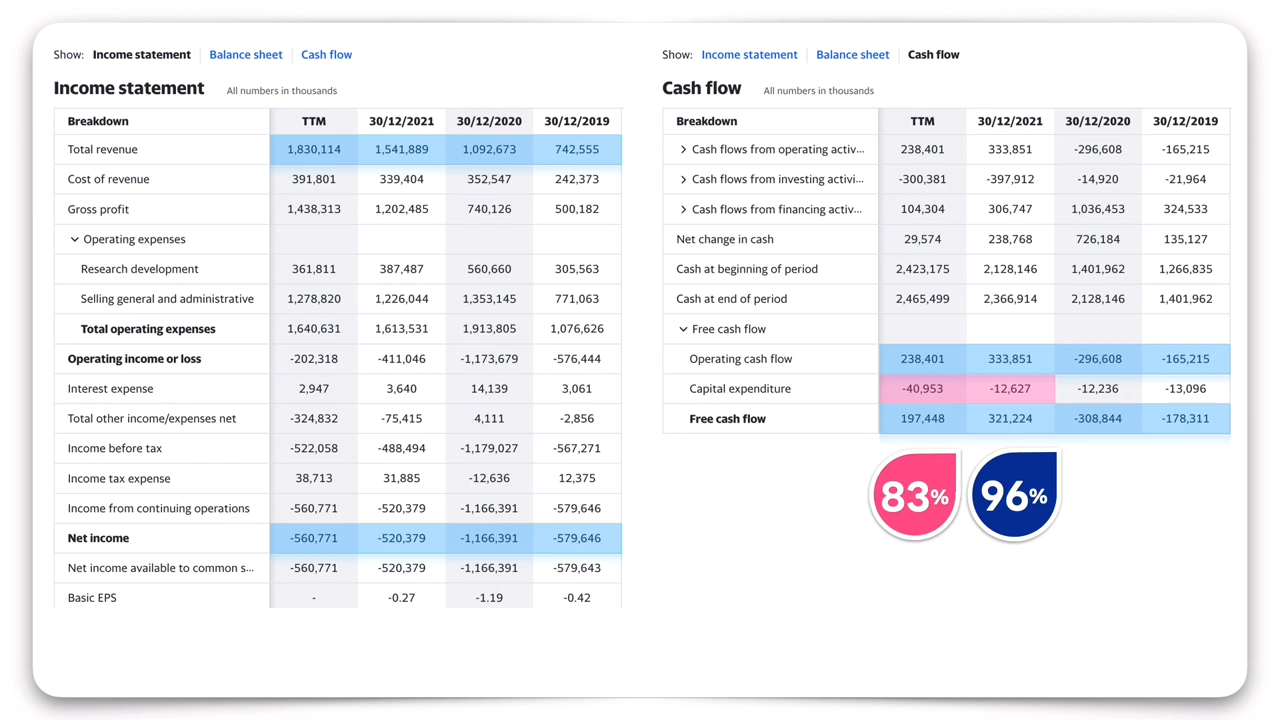 Show: Income statement Balance sheet Cash flow
Income statement All numbers in thousands
Breakdown TTM 30/12/2021 30/12/2020 30/12/2019
Total revenue 1,830,114 1,541,889 1,092,673 742,555
Cost of revenue 391,801 339,404 352,547 242,373
Gross profit 1,438,313 1,202,485 740,126 500,182
Operating expenses
Research development 361,811 387,487 560,660 305,563
Selling general and administrative 1,278,820 1,226,044 1,353,145 771,063
Total operating expenses 1,640,631 1,613,531 1,913,805 1,076,626
Operating income or loss -202,318 -411,046 -1,173,679 -576,444
Interest expense 2,947 3,640 14,139 3,061
Total other income/expenses net -324,832 -75,415 4,111 -2,856
Income before tax -522,058 -488,494 -1,179,027 -567,271
Income tax expense 38,713 31,885 -12,636 12,375
Income from continuing operations -560,771 -520,379 -1,166,391 -579,646
Net income -560,771 -520,379 -1,166,391 -579,646
Net income available to common s... -560,771 -520,379 -1,166,391 -579,643
Basic EPS - -0.27 -1.19 -0.42
Show: Income statement Balance sheet Cash flow
Cash flow All numbers in thousands
Breakdown TTM 30/12/2021 30/12/2020 30/12/2019
Cash flows from operating activ... 238,401 333,851 -296,608 -165,215
Cash flows from investing activi... -300,381 -397,912 -14,920 -21,964
Cash flows from financing activ... 104,304 306,747 1,036,453 324,533
Net change in cash 29,574 238,768 726,184 135,127
Cash at beginning of period 2,423,175 2,128,146 1,401,962 1,266,835
Cash at end of period 2,465,499 2,366,914 2,128,146 1,401,962
Free cash flow
Operating cash flow 238,401 333,851 -296,608 -165,215
Capital expenditure -40,953 -12,627 -12,236 -13,096
Free cash flow 197,448 321,224 -308,844 -178,311
83% 96%